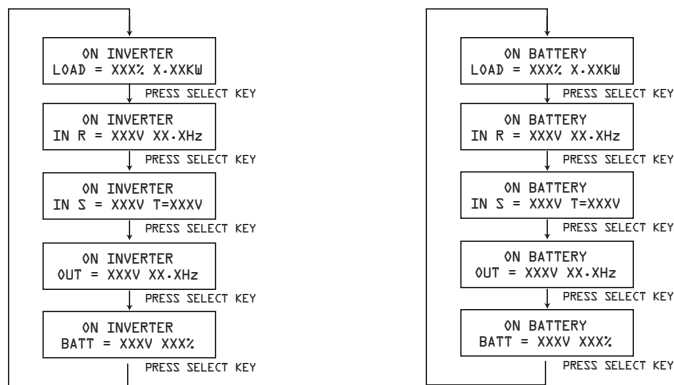 ON INVERTER
LOAD = XXX% X.XXKW
PRESS SELECT KEY
ON INVERTER
IN R = XXXV XX.XHz
PRESS SELECT KEY
ON INVERTER
IN S = XXXV T=XXXV
PRESS SELECT KEY
ON INVERTER
OUT = XXXV XX.XHz
PRESS SELECT KEY
ON INVERTER
BATT = XXXV XXX%
PRESS SELECT KEY
ON BATTERY
LOAD = XXX% X.XXKW
PRESS SELECT KEY
ON BATTERY
IN R = XXXV XX.XHz
PRESS SELECT KEY
ON BATTERY
IN S = XXXV T=XXXV
PRESS SELECT KEY
ON BATTERY
OUT = XXXV XX.XHz
PRESS SELECT KEY
ON BATTERY
BATT = XXXV XXX%
PRESS SELECT KEY